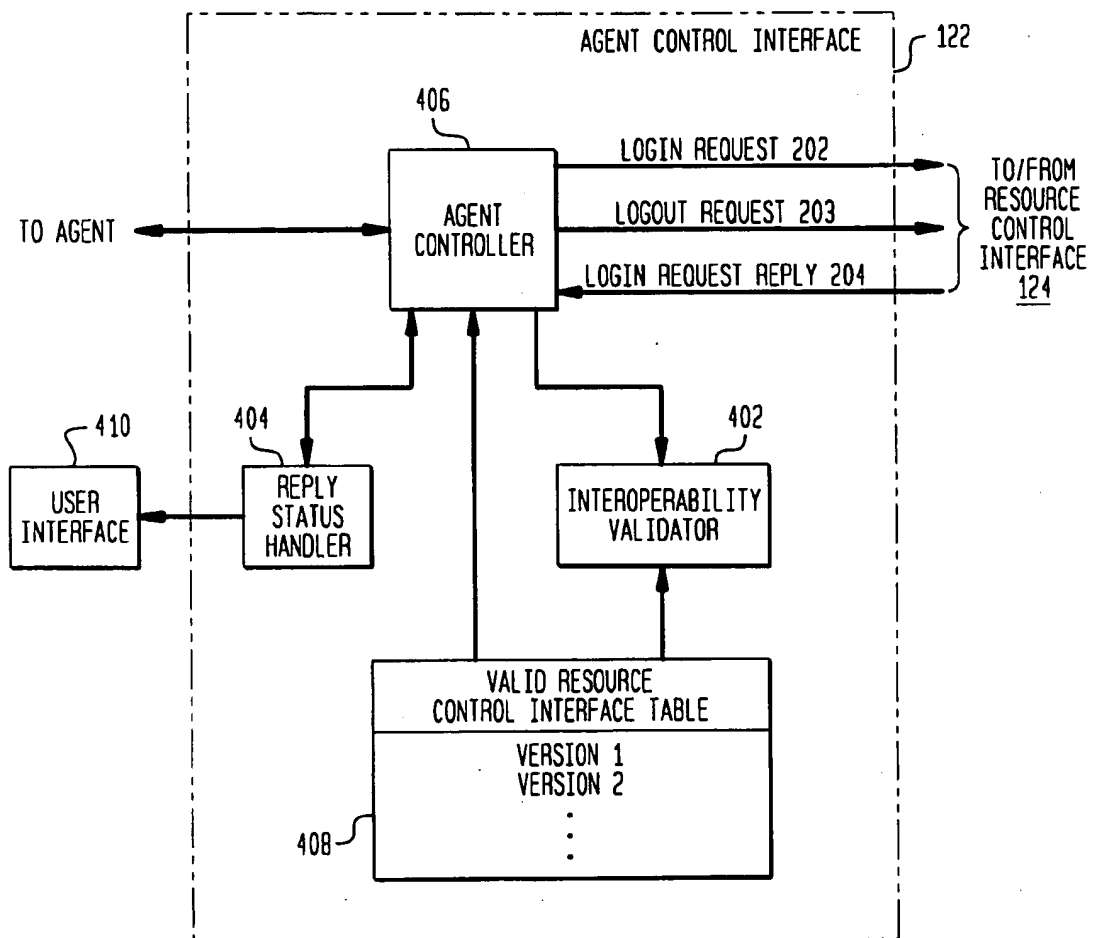 AGENT CONTROL INTERFACE
122
406
LOGIN REQUEST 202
LOGOUT REQUEST 203
LOGIN REQUEST REPLY 204
TO/FROM
RESOURCE
CONTROL
INTERFACE
124
TO AGENT
AGENT
CONTROLLER
410
404
402
USER
INTERFACE
REPLY
STATUS
HANDLER
INTEROPERABILITY
VALIDATOR
VALID RESOURCE
CONTROL INTERFACE TABLE
VERSION 1
VERSION 2
408